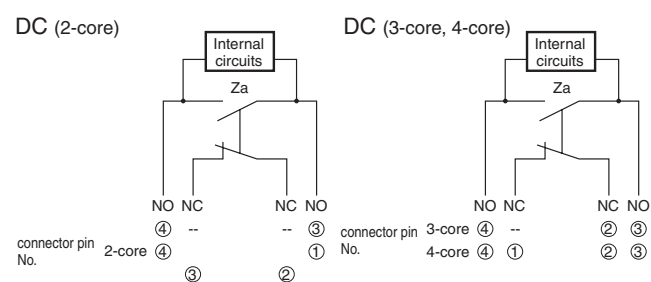 DC (2-core)
DC (3-core, 4-core)
Internal
circuits
Internal
circuits
Za
Za
NO NC NC NO
NO NC NC NO
④ -- -- ③
connector pin
No.
2-core ④ ①
③ ②
connector pin
No.
3-core ④ -- ② ③
4-core ④ ① ② ③